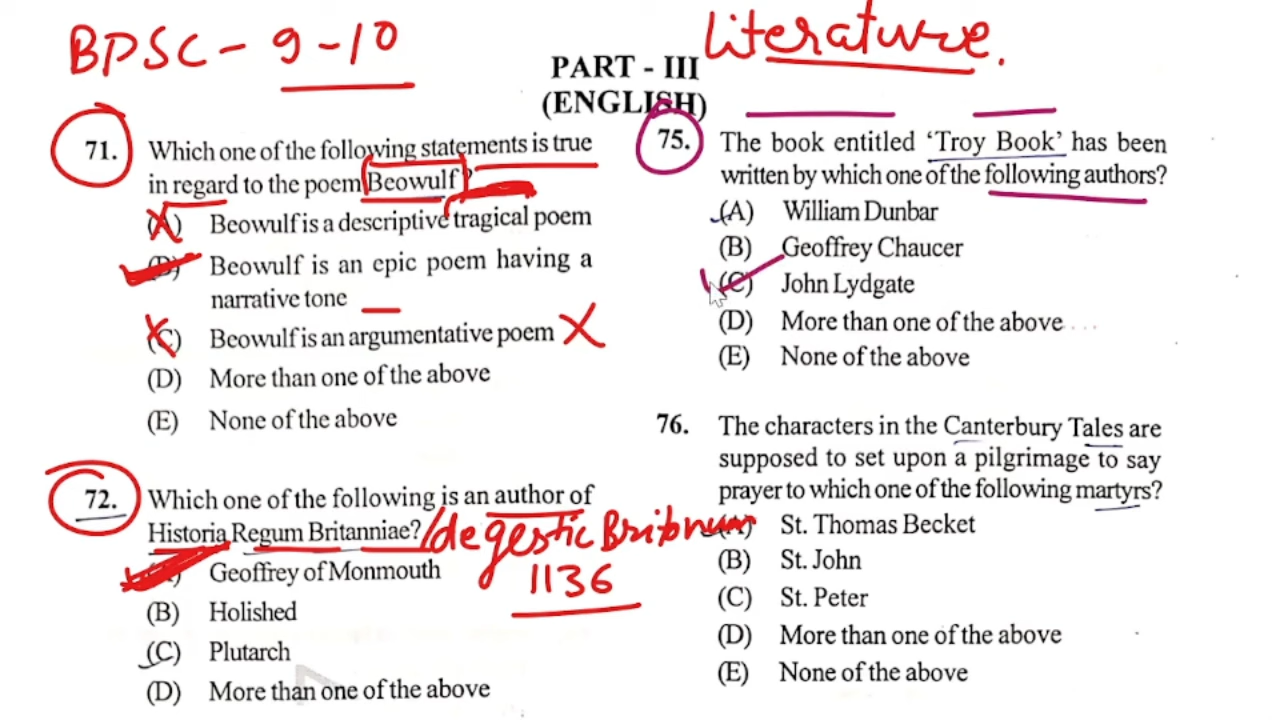 BPSC - 9-10
Literature.
PART - III
(ENGLISH)
71. Which one of the following statements is true
in regard to the poem Beowulf ?
(A) Beowulf is a descriptive tragical poem
(B) Beowulf is an epic poem having a
narrative tone
(C) Beowulf is an argumentative poem
(D) More than one of the above
(E) None of the above
72. Which one of the following is an author of
Historia Regum Britanniae? /de gestic Britnum
1136
Geoffrey of Monmouth
(B) Holished
(C) Plutarch
(D) More than one of the above
75. The book entitled ‘Troy Book’ has been
written by which one of the following authors?
(A) William Dunbar
(B) Geoffrey Chaucer
(C) John Lydgate
(D) More than one of the above
(E) None of the above
76. The characters in the Canterbury Tales are
supposed to set upon a pilgrimage to say
prayer to which one of the following martyrs?
(A) St. Thomas Becket
(B) St. John
(C) St. Peter
(D) More than one of the above
(E) None of the above